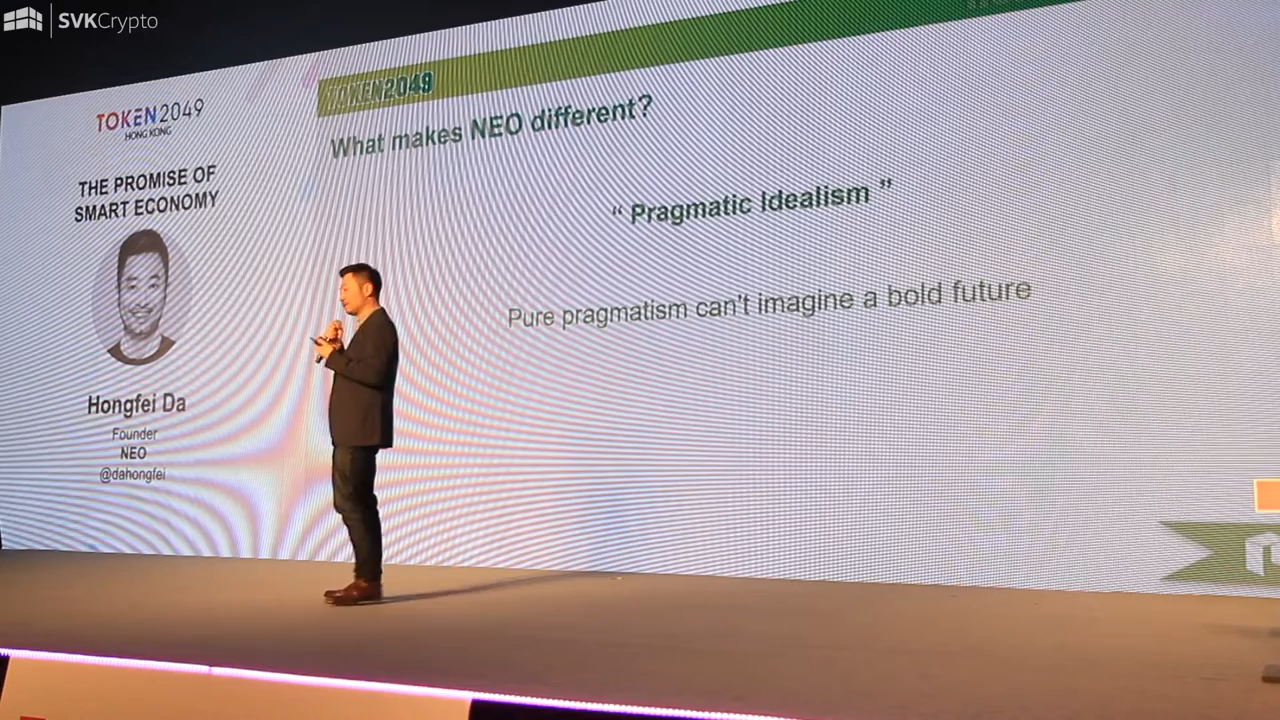 SVKCrypto
TOKEN2049
HONG KONG
THE PROMISE OF
SMART ECONOMY
Hongfei Da
Founder
NEO
@dahongfei
TOKEN2049
What makes NEO different?
“ Pragmatic Idealism ”
Pure pragmatism can't imagine a bold future